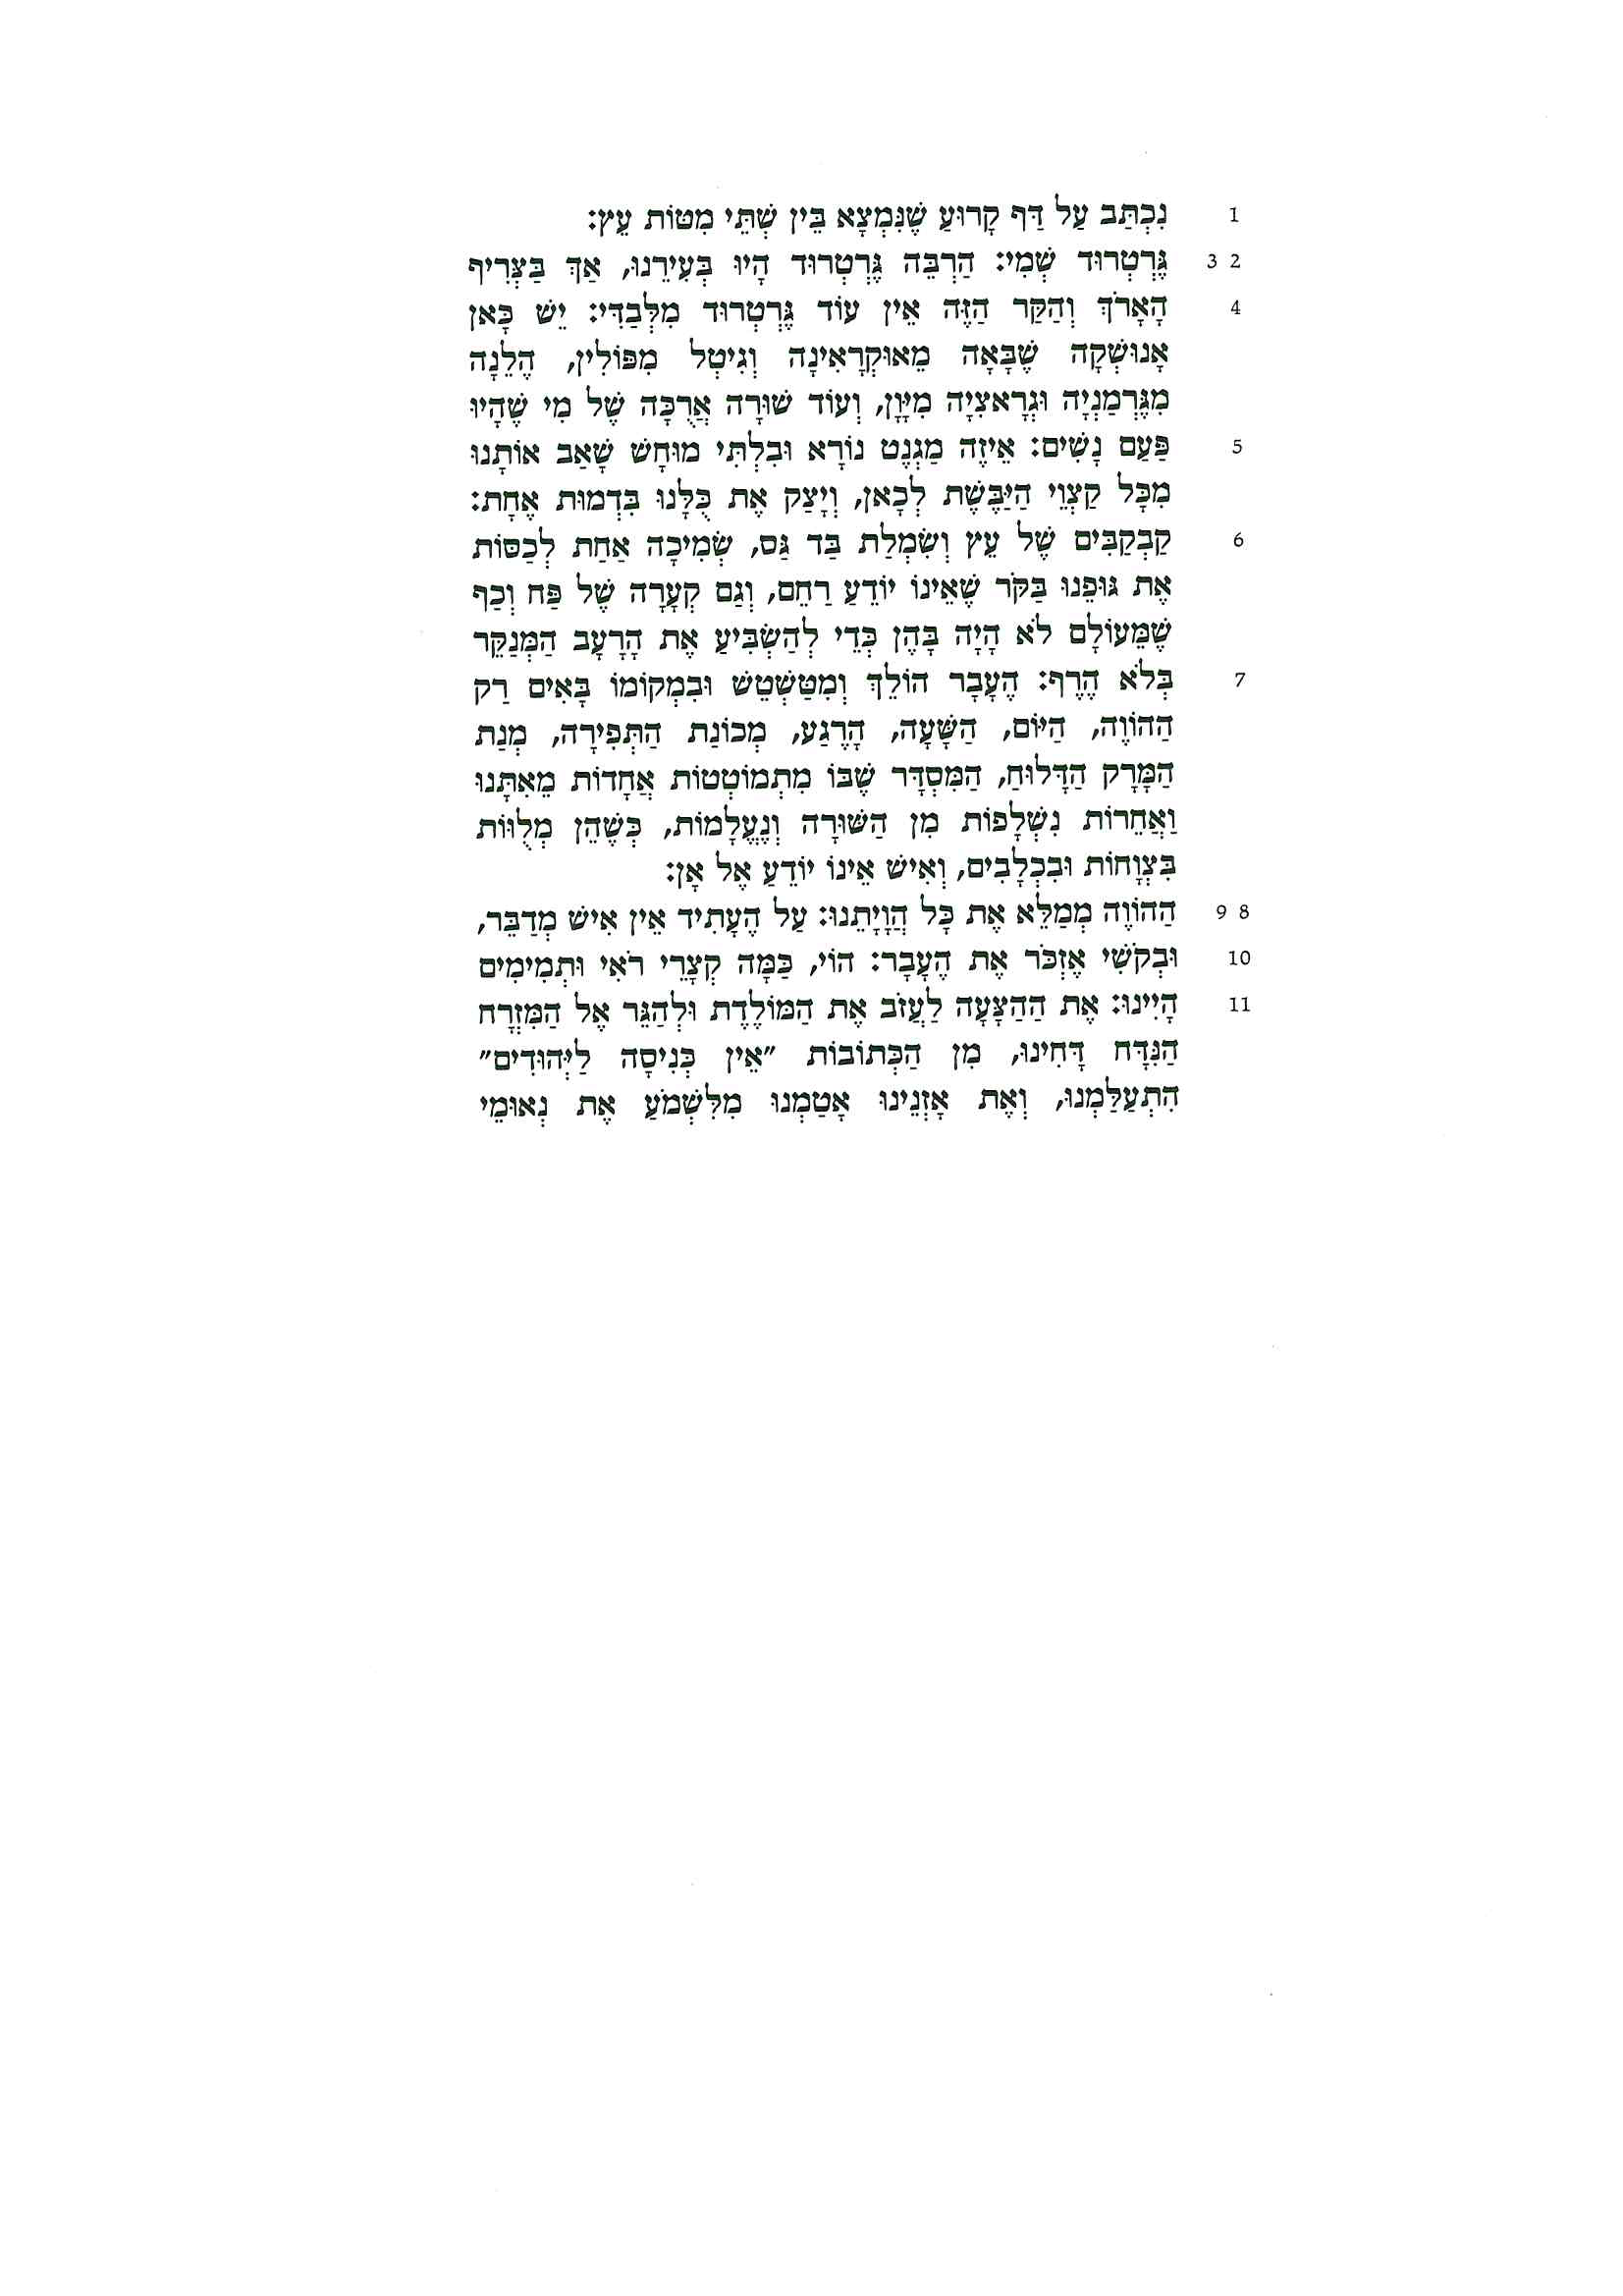 1 נִכְתַּב עַל דַּף קָרוּעַ שֶׁנִּמְצָא בֵּין שְׁתֵּי מִטּוֹת עֵץ:
3 2 גֶּרְטְרוּד שְׁמִי: הַרְבֵּה גֶּרְטְרוּד הָיוּ בְּעִירֵנוּ, אַךְ בַּצְּרִיף
4 הָאָרֹךְ וְהַקַּר הַזֶּה אֵין עוֹד גֶּרְטְרוּד מִלְּבַדִּי: יֵשׁ כָּאן
אָנוּשְׁקָה שֶׁבָּאָה מֵאוּקְרָאִינָה וְגִיטְל מִפּוֹלִין, הֶלֵנָה
מִגֶּרְמַנְיָה וּגְרָאצִיָה מִיָּוָן, וְעוֹד שׁוּרָה אֲרֻכָּה שֶׁל מִי שֶׁהָיוּ
5 פַּעַם נָשִׁים: אֵיזֶה מַגְנֶט נוֹרָא וּבִלְתִּי מוּחָשׁ שָׁאַב אוֹתָנוּ
מִכָּל קַצְוֵי הַיַּבֶּשֶׁת לְכָאן, וְיָצַק אֶת כֻּלָּנוּ בִּדְמוּת אֶחָת:
6 קַבְקַבִּים שֶׁל עֵץ וְשִׂמְלַת בַּד גַּס, שְׂמִיכָה אַחַת לְכַסּוֹת
אֶת גּוּפֵנוּ בַּקֹּר שֶׁאֵינוֹ יוֹדֵעַ רַחֵם, וְגַם קְעָרָה שֶׁל פַּח וְכַף
שֶׁמֵּעוֹלָם לֹא הָיָה בָּהֶן כְּדֵי לְהַשְׂבִּיעַ אֶת הָרָעָב הַמְּנַקֵּר
7 בְּלֹא הֶרֶף: הֶעָבָר הוֹלֵךְ וּמִטַּשְׁטֵשׁ וּבִמְקוֹמוֹ בָּאִים רַק
הַהוֹוֶה, הַיּוֹם, הַשָּׁעָה, הָרֶגַע, מְכוֹנַת הַתְּפִירָה, מְנַת
הַמָּרָק הַדָּלוּחַ, הַמִּסְדָּר שֶׁבּוֹ מִתְמוֹטְטוֹת אֲחָדוֹת מֵאִתָּנוּ
וַאֲחֵרוֹת נִשְׁלָפוֹת מִן הַשּׁוּרָה וְנֶעֱלָמוֹת, כְּשֶׁהֵן מְלֻוּוֹת
בִּצְוָחוֹת וּבִכְלָבִים, וְאִישׁ אֵינוֹ יוֹדֵעַ אֶל אָן:
9 8 הַהוֹוֶה מְמַלֵּא אֶת כָּל הֲוָיָתֵנוּ: עַל הֶעָתִיד אֵין אִישׁ מְדַבֵּר,
10 וּבְקֹשִׁי אֶזְכֹּר אֶת הֶעָבָר: הוֹי, כַּמָּה קִצְרֵי רֹאִי וּתְמִימִים
11 הָיִינוּ: אֶת הַהַצָּעָה לַעֲזֹב אֶת הַמּוֹלֶדֶת וּלְהַגֵּר אֶל הַמִּזְרָח
הַנִּדָּח דָּחִינוּ, מִן הַכְּתוֹבוֹת "אֵין כְּנִיסָה לַיְּהוּדִים"
הִתְעַלַּמְנוּ, וְאֶת אָזְנֵינוּ אָטַמְנוּ מִלִּשְׁמֹעַ אֶת נְאוּמֵי